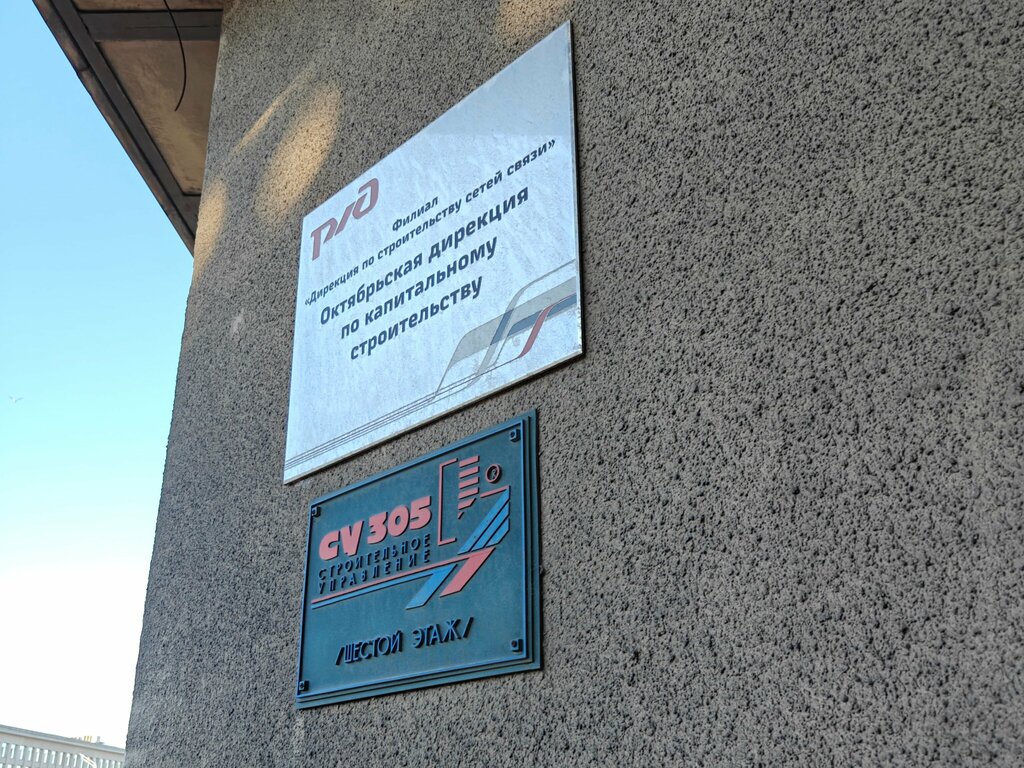 РЖД
Филиал
«Дирекция по строительству сетей связи»
Октябрьская дирекция
по капитальному
строительству
СУ 305
СТРОИТЕЛЬНОЕ
УПРАВЛЕНИЕ
/ШЕСТОЙ ЭТАЖ/